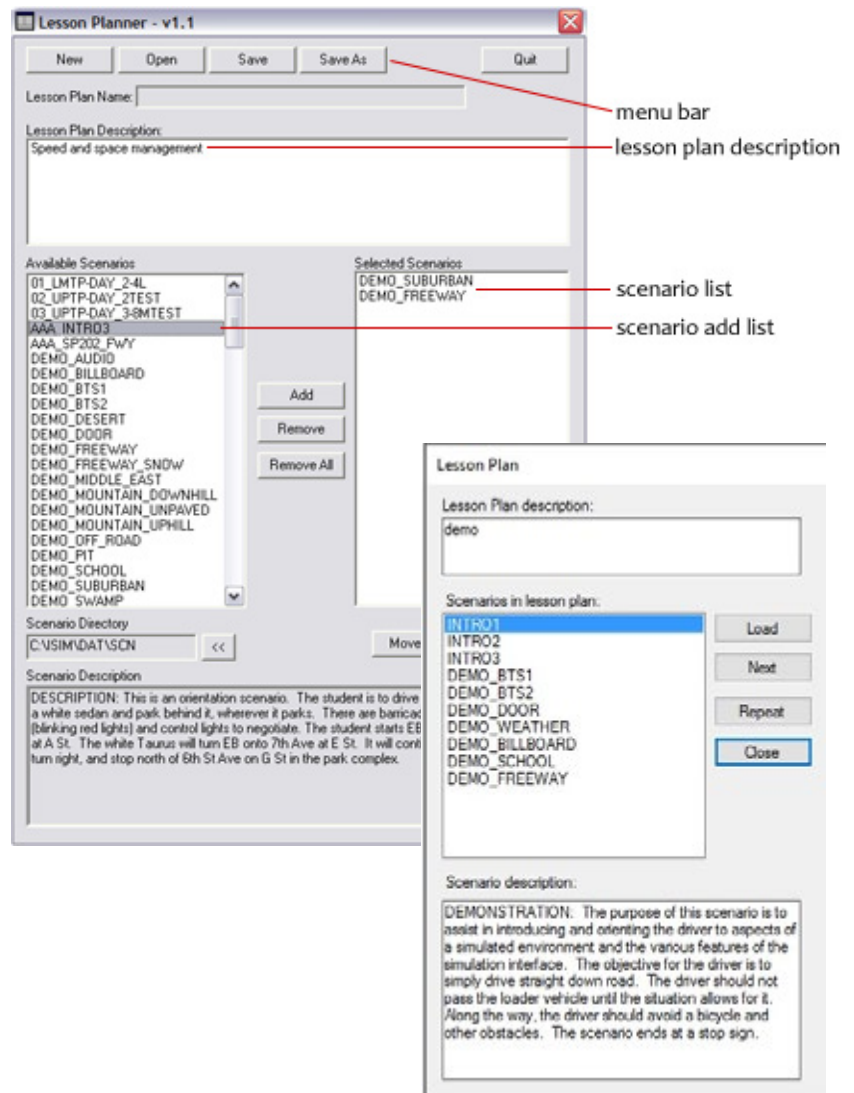 Lesson Planner - v1.1
New Open Save Save As Quit
Lesson Plan Name:
menu bar
Lesson Plan Description:
Speed and space management
lesson plan description
Available Scenarios
01_LMTP-DAY_2-4L
02_UPTP-DAY_2TEST
03_UPTP-DAY_3-8MTEST
AAA_INTRO3
AAA_SP202_FWY
DEMO_AUDIO
DEMO_BILLBOARD
DEMO_BTS1
DEMO_BTS2
DEMO_DESERT
DEMO_DOOR
DEMO_FREEWAY
DEMO_FREEWAY_SNOW
DEMO_MIDDLE_EAST
DEMO_MOUNTAIN_DOWNHILL
DEMO_MOUNTAIN_UNPAVED
DEMO_MOUNTAIN_UPHILL
DEMO_OFF_ROAD
DEMO_PIT
DEMO_SCHOOL
DEMO_SUBURBAN
DEMO_SWAMP
Add
Remove
Remove All
Selected Scenarios
DEMO_SUBURBAN
DEMO_FREEWAY
scenario list
scenario add list
Scenario Directory
C:\ISIM\DAT\SCN <<
Move
Scenario Description
DESCRIPTION: This is an orientation scenario. The student is to drive
a white sedan and park behind it, wherever it parks. There are barricad
(blinking red lights) and control lights to negotiate. The student starts EB
at A St. The white Taurus will turn EB onto 7th Ave at E St. It will cont
turn right, and stop north of 6th St Ave on G St in the park complex.
Lesson Plan
Lesson Plan description:
demo
Scenarios in lesson plan:
INTRO1
INTRO2
INTRO3
DEMO_BTS1
DEMO_BTS2
DEMO_DOOR
DEMO_WEATHER
DEMO_BILLBOARD
DEMO_SCHOOL
DEMO_FREEWAY
Load
Next
Repeat
Close
Scenario description:
DEMONSTRATION: The purpose of this scenario is to
assist in introducing and orienting the driver to aspects of
a simulated environment and the various features of the
simulation interface. The objective for the driver is to
simply drive straight down road. The driver should not
pass the loader vehicle until the situation allows for it.
Along the way, the driver should avoid a bicycle and
other obstacles. The scenario ends at a stop sign.